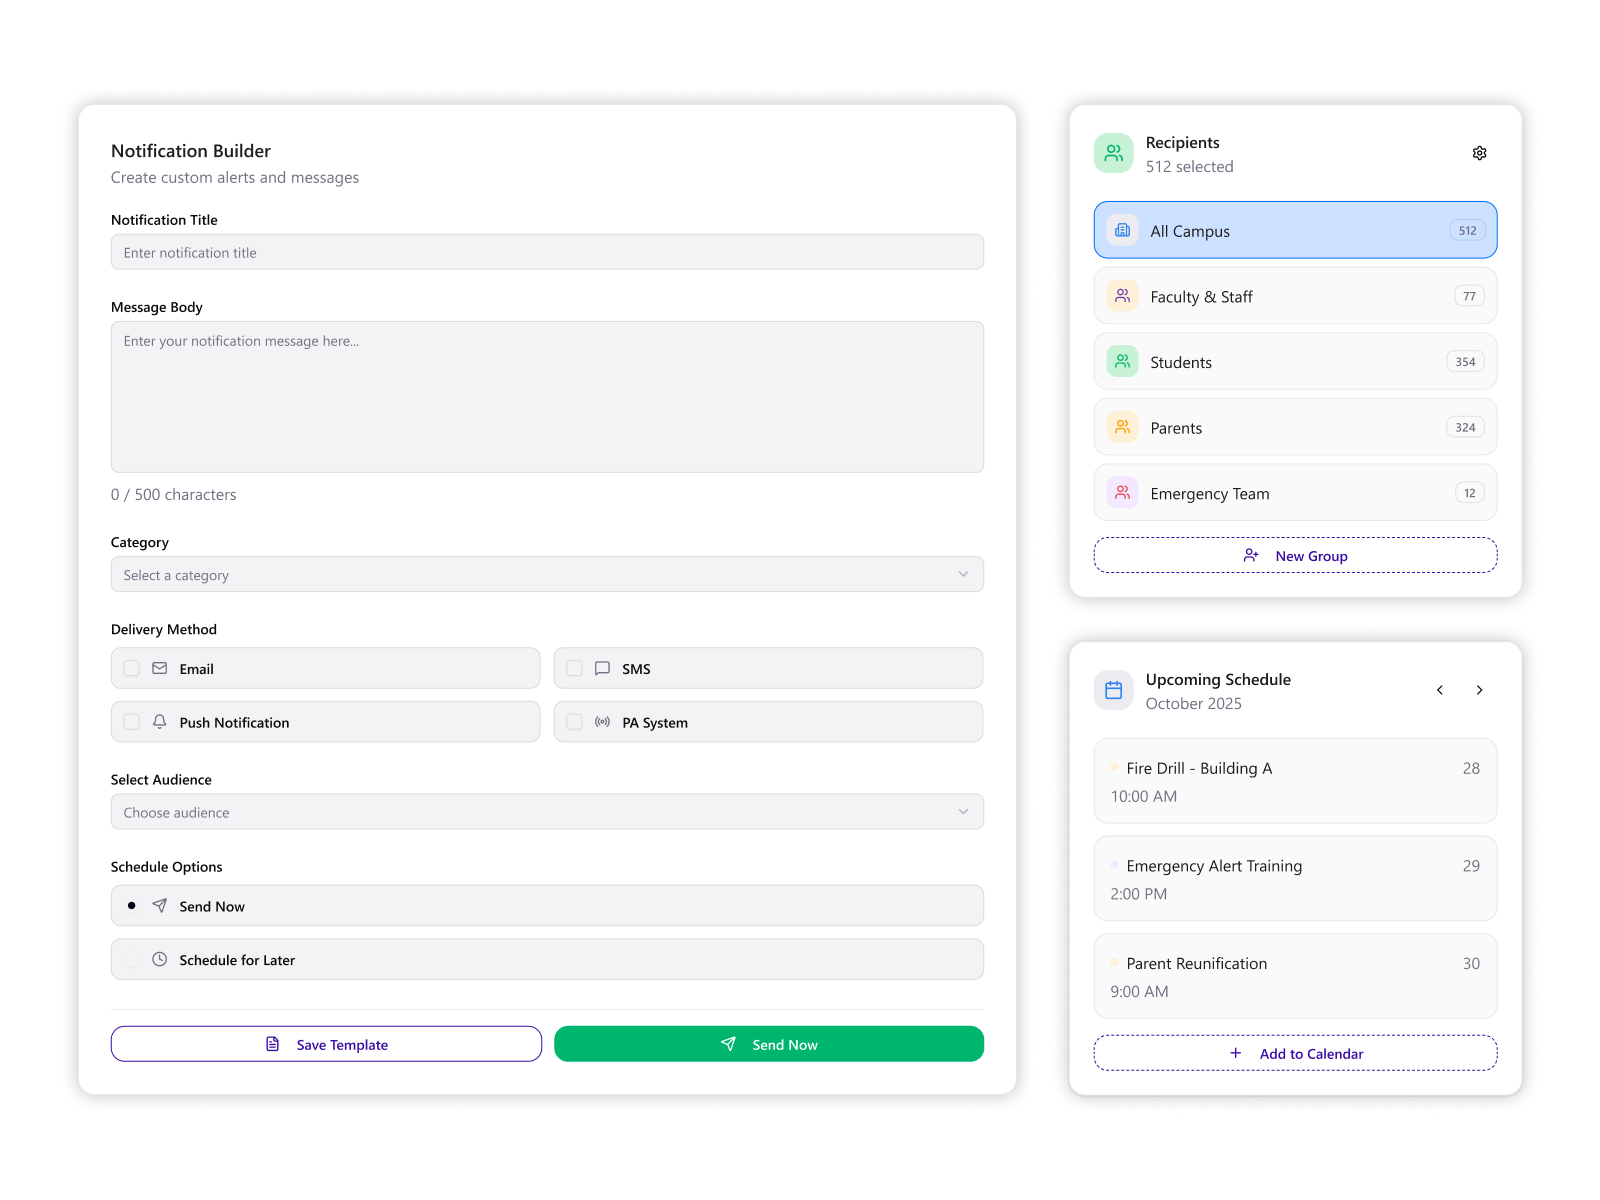 Notification Builder
Create custom alerts and messages
Notification Title
Enter notification title
Message Body
Enter your notification message here...
0 / 500 characters
Category
Select a category
Delivery Method
Email
SMS
Push Notification
PA System
Select Audience
Choose audience
Schedule Options
Send Now
Schedule for Later
Save Template
Send Now
Recipients
512 selected
All Campus 512
Faculty & Staff 77
Students 354
Parents 324
Emergency Team 12
New Group
Upcoming Schedule
October 2025
Fire Drill - Building A 28
10:00 AM
Emergency Alert Training 29
2:00 PM
Parent Reunification 30
9:00 AM
Add to Calendar